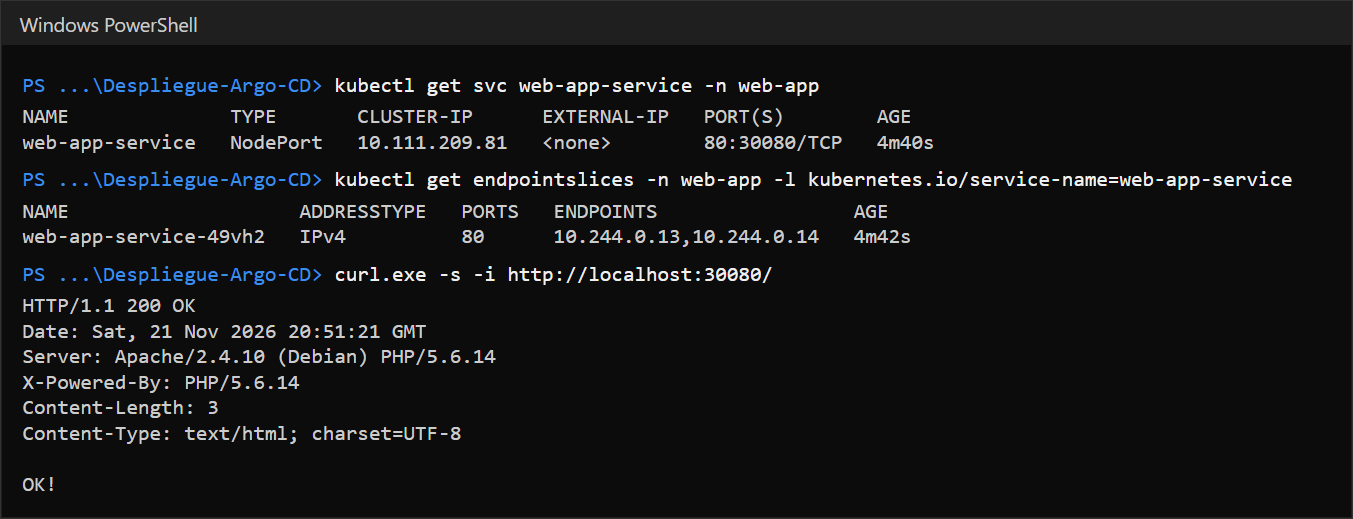 Windows PowerShell
PS ...\Despliegue-Argo-CD> kubectl get svc web-app-service -n web-app
NAME TYPE CLUSTER-IP EXTERNAL-IP PORT(S) AGE
web-app-service NodePort 10.111.209.81 <none> 80:30080/TCP 4m40s
PS ...\Despliegue-Argo-CD> kubectl get endpointslices -n web-app -l kubernetes.io/service-name=web-app-service
NAME ADDRESSTYPE PORTS ENDPOINTS AGE
web-app-service-49vh2 IPv4 80 10.244.0.13,10.244.0.14 4m42s
PS ...\Despliegue-Argo-CD> curl.exe -s -i http://localhost:30080/
HTTP/1.1 200 OK
Date: Sat, 21 Nov 2026 20:51:21 GMT
Server: Apache/2.4.10 (Debian) PHP/5.6.14
X-Powered-By: PHP/5.6.14
Content-Length: 3
Content-Type: text/html; charset=UTF-8
OK!